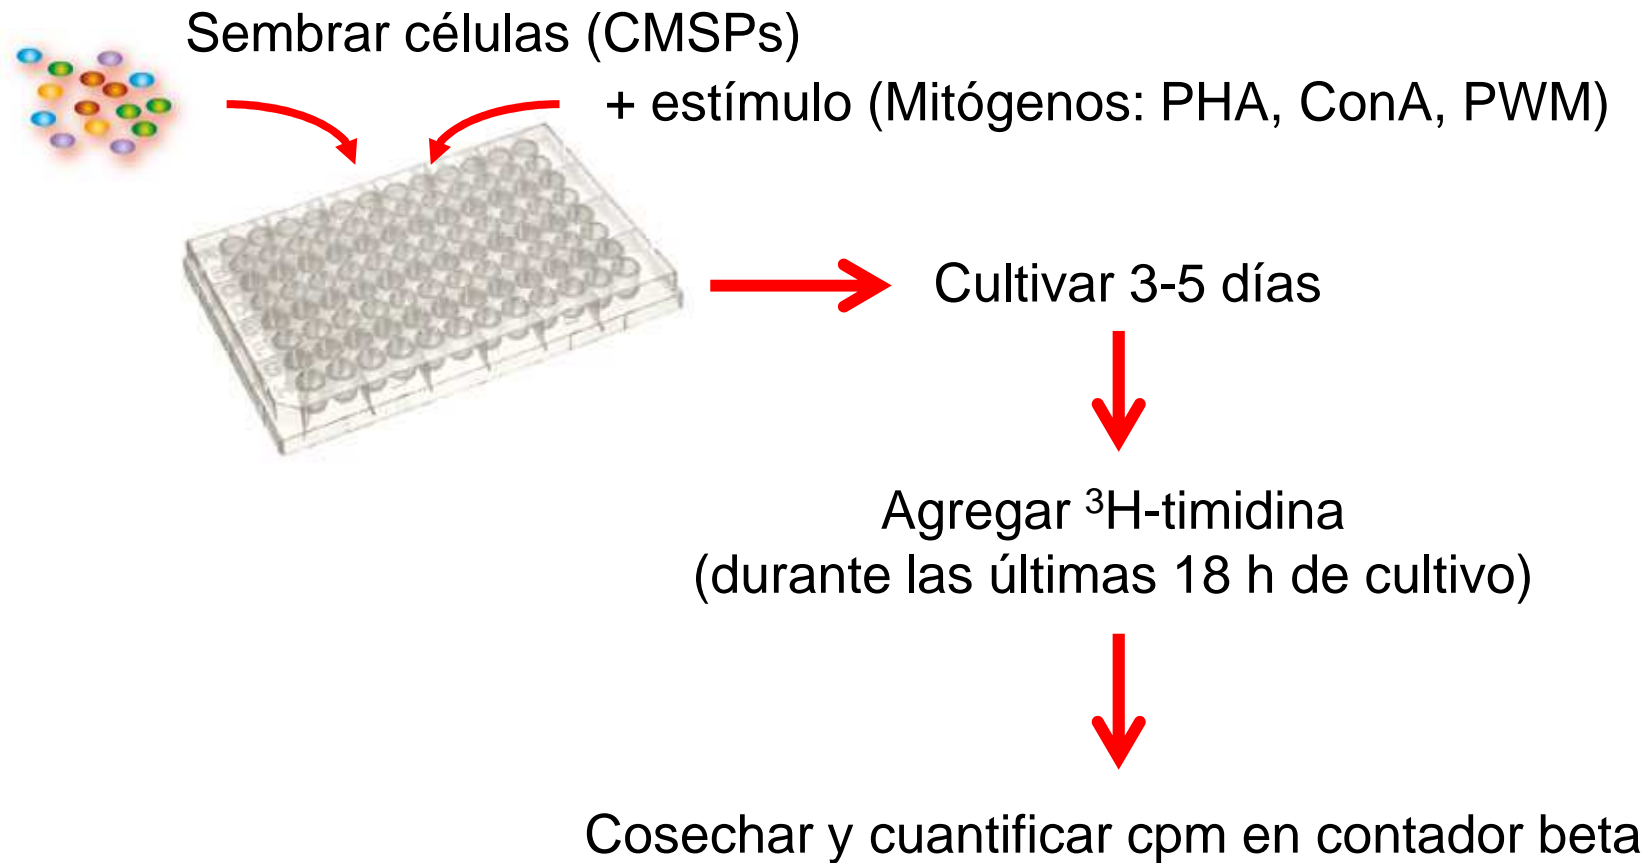 Sembrar células (CMSPs)
+ estímulo (Mitógenos: PHA, ConA, PWM)
Cultivar 3-5 días
Agregar ³H-timidina
(durante las últimas 18 h de cultivo)
Cosechar y cuantificar cpm en contador beta